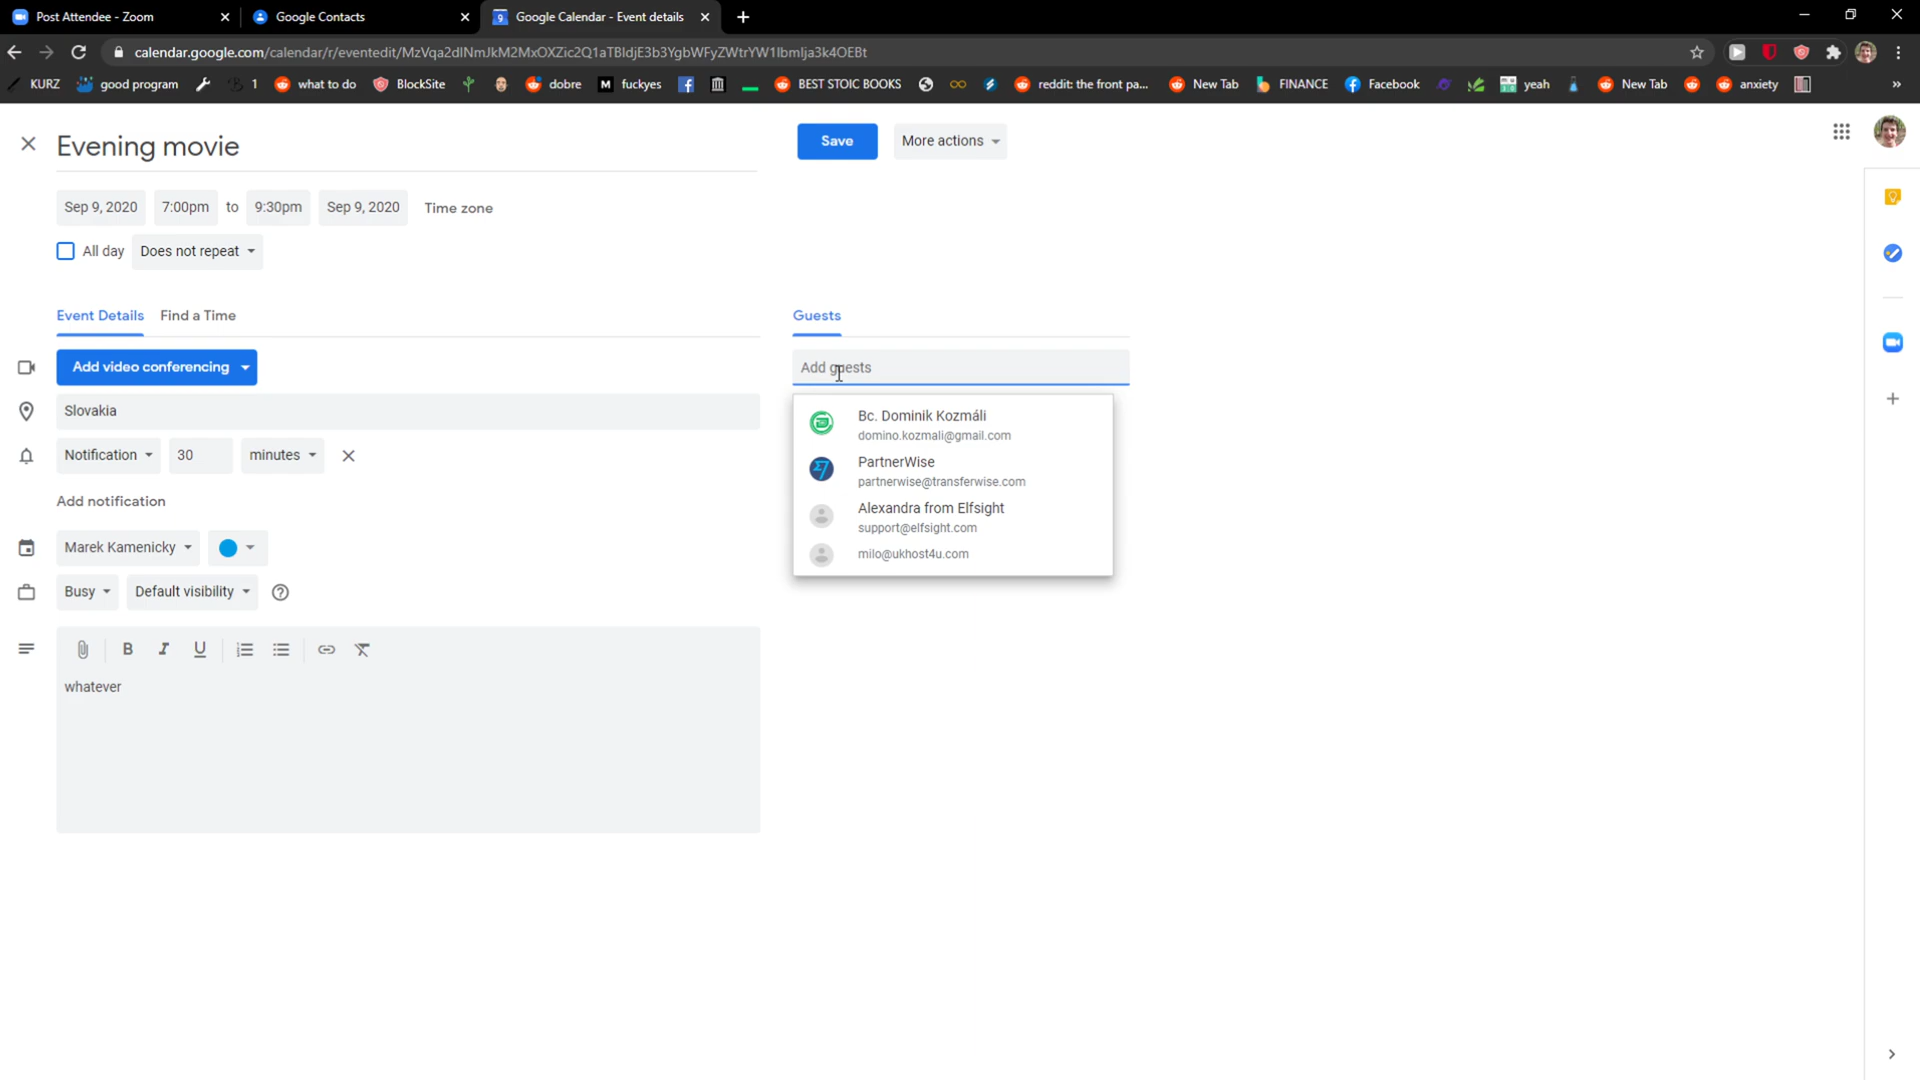 Post Attendee - Zoom
Google Contacts
Google Calendar - Event details
calendar.google.com/calendar/r/eventedit/MzVqa2dlNmJkM2MxOXZic2Q1aTBldjE3b3YgbWFyZWtrYW1lbmlja3k4OEBt
KURZ
good program
1
what to do
BlockSite
dobre
fuckyes
BEST STOIC BOOKS
reddit: the front pa...
New Tab
FINANCE
Facebook
yeah
New Tab
anxiety
»
Evening movie
Save
More actions
Sep 9, 2020
7:00pm
to
9:30pm
Sep 9, 2020
Time zone
All day
Does not repeat
Event Details
Find a Time
Guests
Add video conferencing
Add guests
Slovakia
Bc. Dominik Kozmáli
domino.kozmali@gmail.com
Notification
30
minutes
PartnerWise
partnerwise@transferwise.com
Add notification
Alexandra from Elfsight
support@elfsight.com
Marek Kamenicky
milo@ukhost4u.com
Busy
Default visibility
B
I
U
whatever